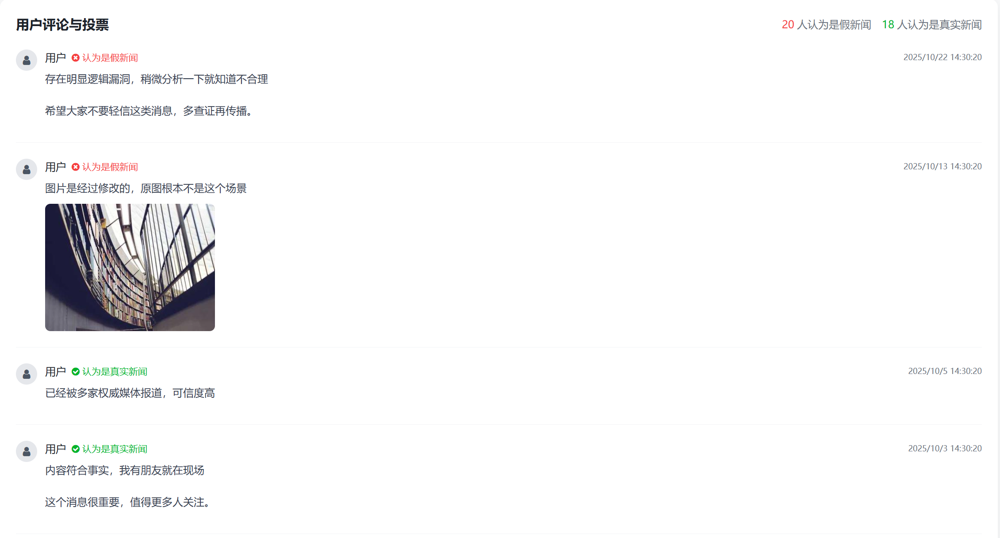 用户评论与投票
20 人认为是假新闻 18 人认为是真实新闻
用户 认为是假新闻 2025/10/22 14:30:20
存在明显逻辑漏洞，稍微分析一下就知道不合理
希望大家不要轻信这类消息，多查证再传播。
用户 认为是假新闻 2025/10/13 14:30:20
图片是经过修改的，原图根本不是这个场景
用户 认为是真实新闻 2025/10/5 14:30:20
已经被多家权威媒体报道，可信度高
用户 认为是真实新闻 2025/10/3 14:30:20
内容符合事实，我有朋友就在现场
这个消息很重要，值得更多人关注。